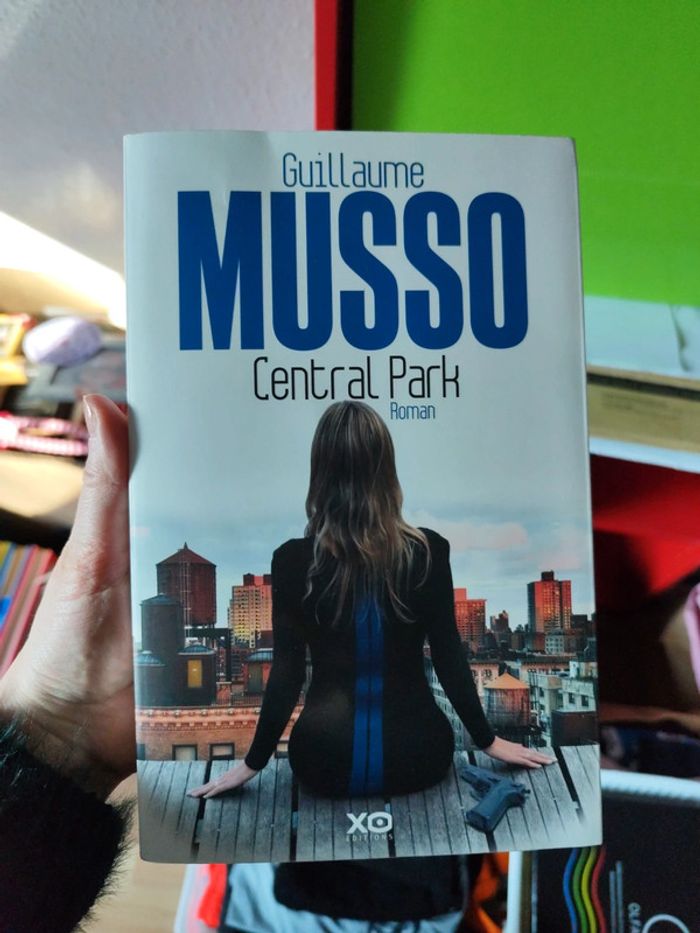 Guillaume
MUSSO
Central Park
Roman
XO
EDITIONS